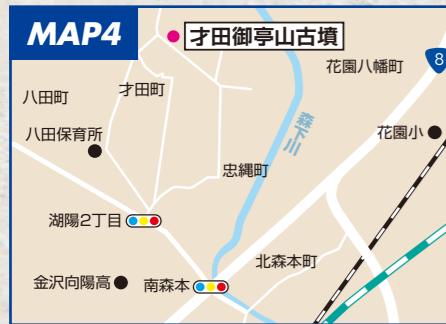 MAP4
才田御亭山古墳
花園八幡町
8
八田町
才田町
八田保育所
花園小
森下川
忠縄町
湖陽2丁目
北森本町
金沢向陽高
南森本